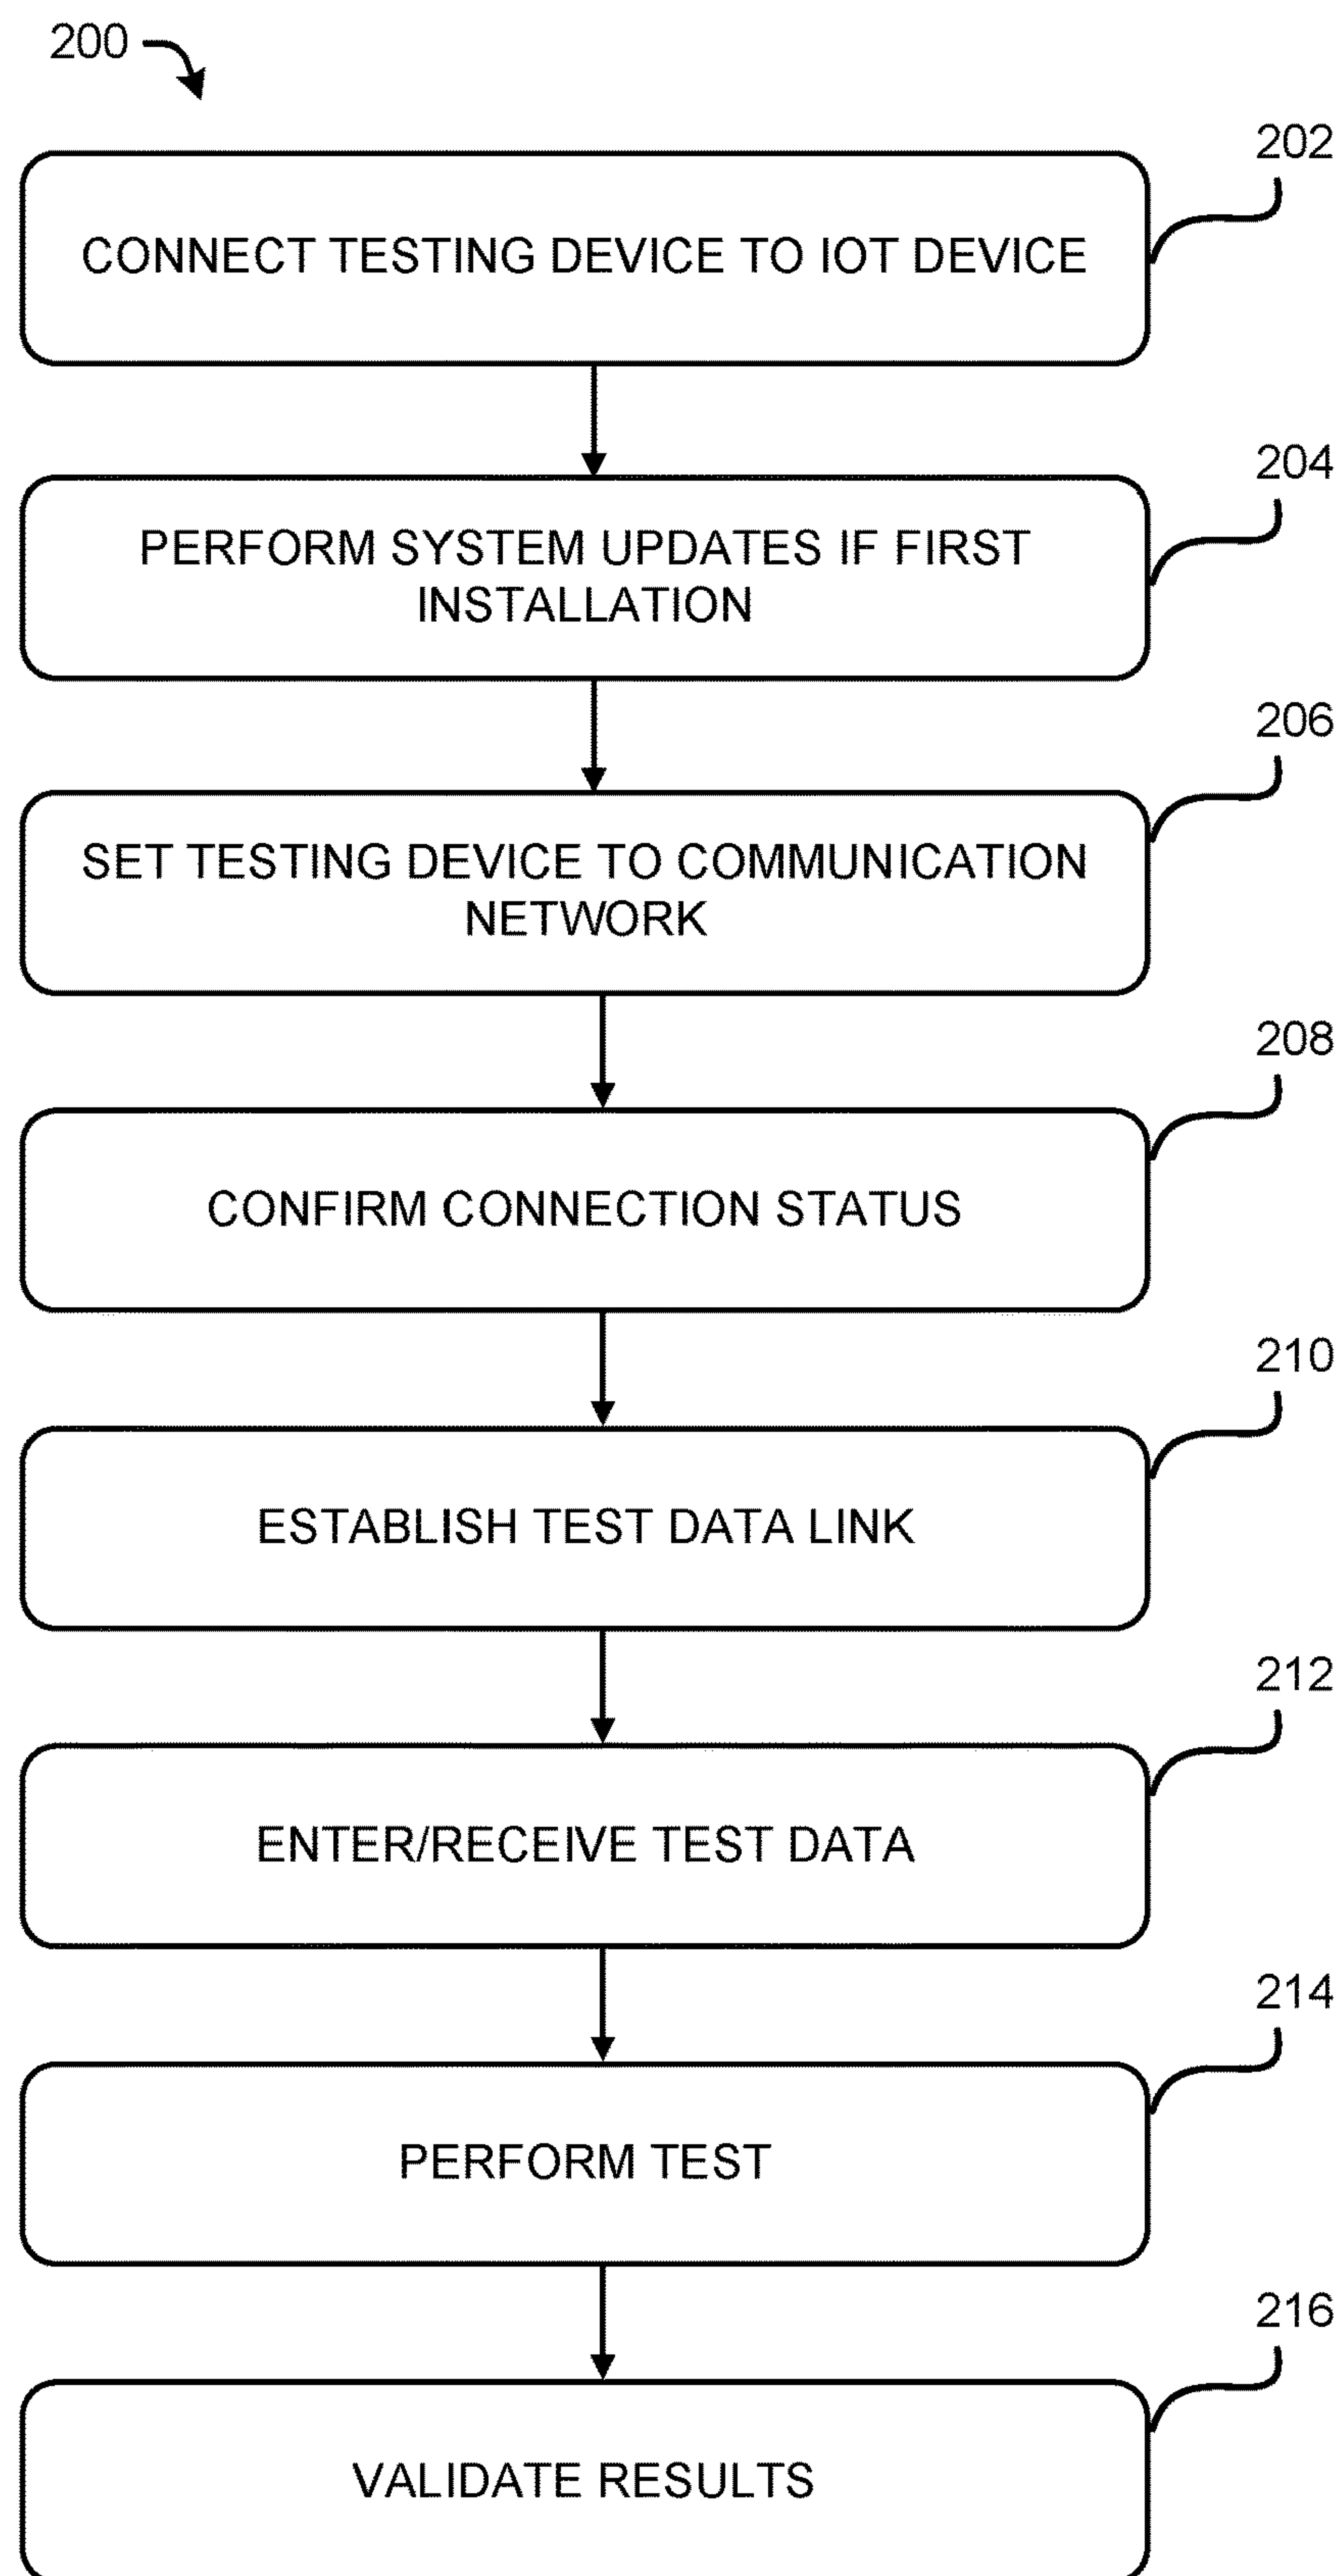 200
202
CONNECT TESTING DEVICE TO IOT DEVICE
204
PERFORM SYSTEM UPDATES IF FIRST
INSTALLATION
206
SET TESTING DEVICE TO COMMUNICATION
NETWORK
208
CONFIRM CONNECTION STATUS
210
ESTABLISH TEST DATA LINK
212
ENTER/RECEIVE TEST DATA
214
PERFORM TEST
216
VALIDATE RESULTS